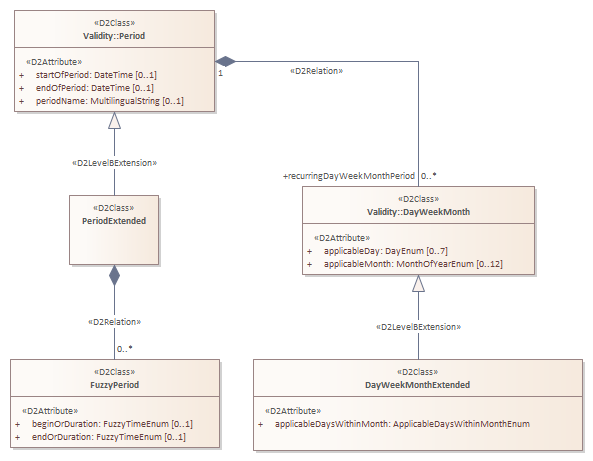 «D2Class»
Validity::Period
«D2Attribute»
+ startOfPeriod: DateTime [0..1]
+ endOfPeriod: DateTime [0..1]
+ periodName: MultilingualString [0..1]
1
«D2Relation»
«D2LevelBExtension»
+recurringDayWeekMonthPeriod 0..*
«D2Class»
PeriodExtended
«D2Class»
Validity::DayWeekMonth
«D2Attribute»
+ applicableDay: DayEnum [0..7]
+ applicableMonth: MonthOfYearEnum [0..12]
«D2Relation»
0..*
«D2LevelBExtension»
«D2Class»
FuzzyPeriod
«D2Attribute»
+ beginOrDuration: FuzzyTimeEnum [0..1]
+ endOrDuration: FuzzyTimeEnum [0..1]
«D2Class»
DayWeekMonthExtended
«D2Attribute»
+ applicableDaysWithinMonth: ApplicableDaysWithinMonthEnum